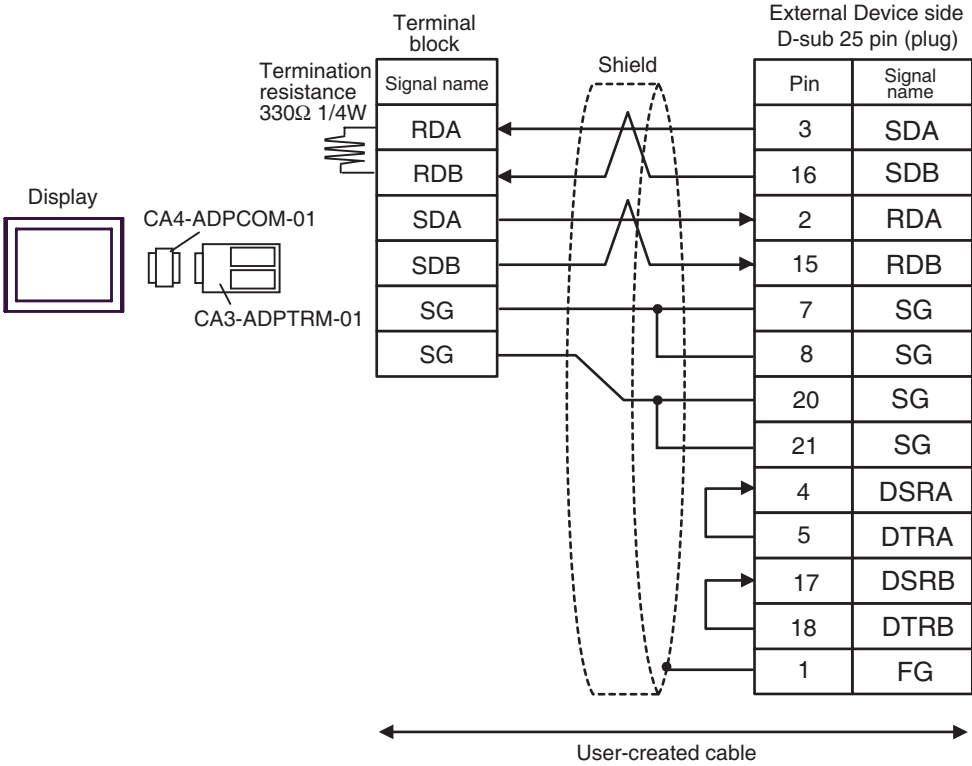 External Device side
D-sub 25 pin (plug)
Terminal
block
Shield
Termination
resistance
330Ω 1/4W
Signal name
RDA
RDB
SDA
SDB
SG
SG
Pin
Signal
name
3 SDA
16 SDB
2 RDA
15 RDB
7 SG
8 SG
20 SG
21 SG
4 DSRA
5 DTRA
17 DSRB
18 DTRB
1 FG
Display
CA4-ADPCOM-01
CA3-ADPTRM-01
User-created cable